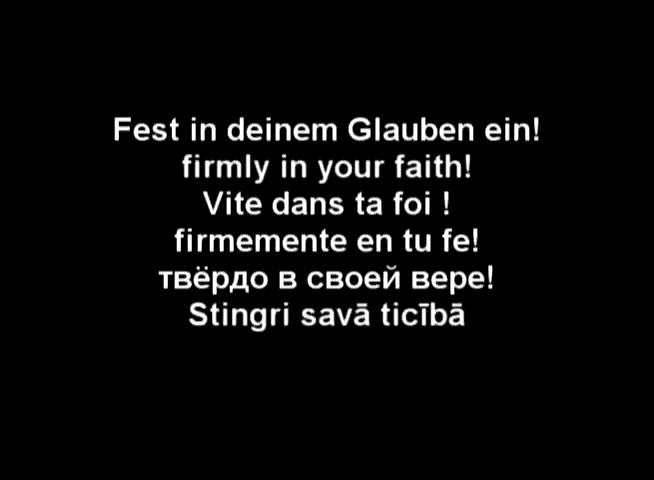 Fest in deinem Glauben ein!
firmly in your faith!
Vite dans ta foi !
firmemente en tu fe!
твёрдо в своей вере!
Stingri savā ticībā